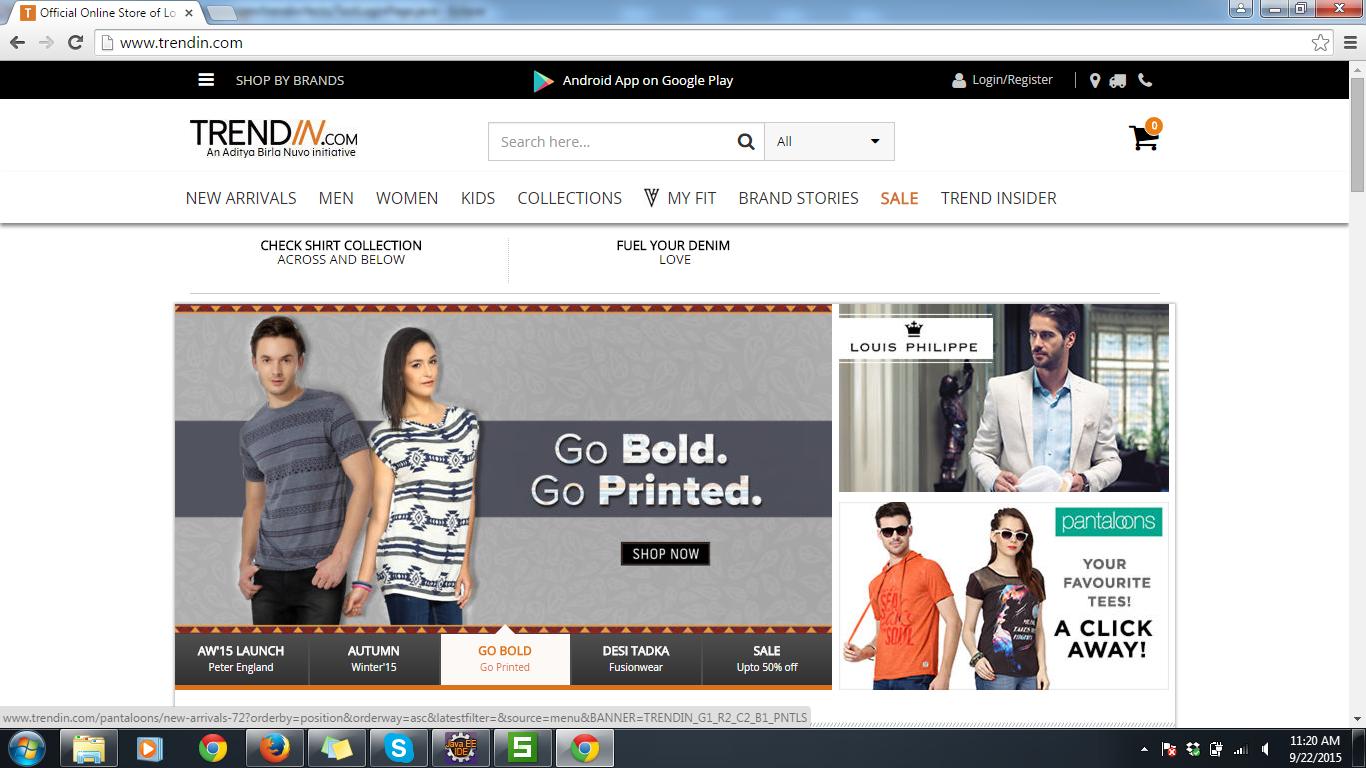 Official Online Store of Lo
www.trendin.com
SHOP BY BRANDS
Android App on Google Play
Login/Register
TRENDIN.COM
An Aditya Birla Nuvo initiative
Search here...
All
0
NEW ARRIVALS MEN WOMEN KIDS COLLECTIONS MY FIT BRAND STORIES SALE TREND INSIDER
CHECK SHIRT COLLECTION
ACROSS AND BELOW
FUEL YOUR DENIM
LOVE
Go Bold.
Go Printed.
SHOP NOW
LOUIS PHILIPPE
pantaloons
YOUR
FAVOURITE
TEES!
A CLICK
AWAY!
SOUL
AW'15 LAUNCH
Peter England
AUTUMN
Winter'15
GO BOLD
Go Printed
DESI TADKA
Fusionwear
SALE
Upto 50% off
www.trendin.com/pantaloons/new-arrivals-72?orderby=position&orderway=asc&latestfilter=&source=menu&BANNER=TRENDIN_G1_R2_C2_B1_PNTLS
Java EE
IDE
11:20 AM
9/22/2015